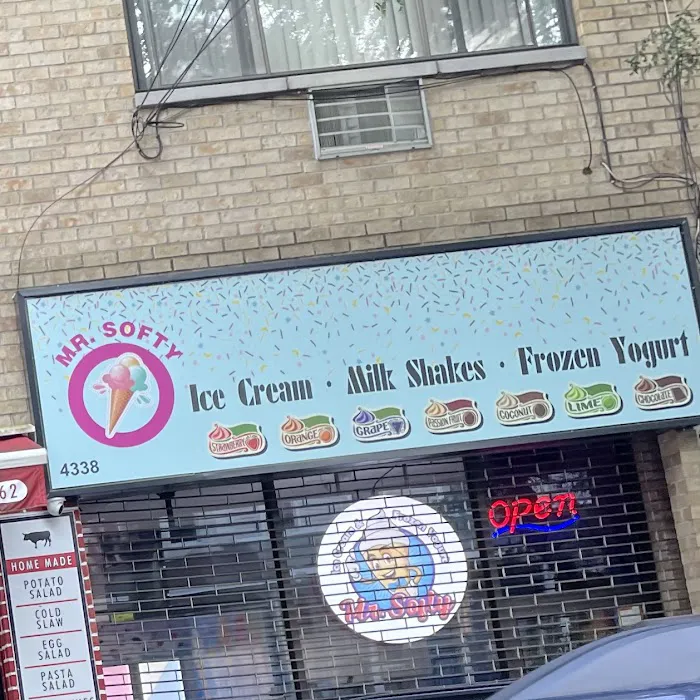 MR. SOFTY
Ice Cream · Milk Shakes · Frozen Yogurt
STRAWBERRY
ORANGE
GRAPE
PASSION FRUIT
COCONUT
LIME
CHOCOLATE
4338
OPEN
Mr. Softy
62
HOME MADE
POTATO
SALAD
COLD
SLAW
EGG
SALAD
PASTA
SALAD